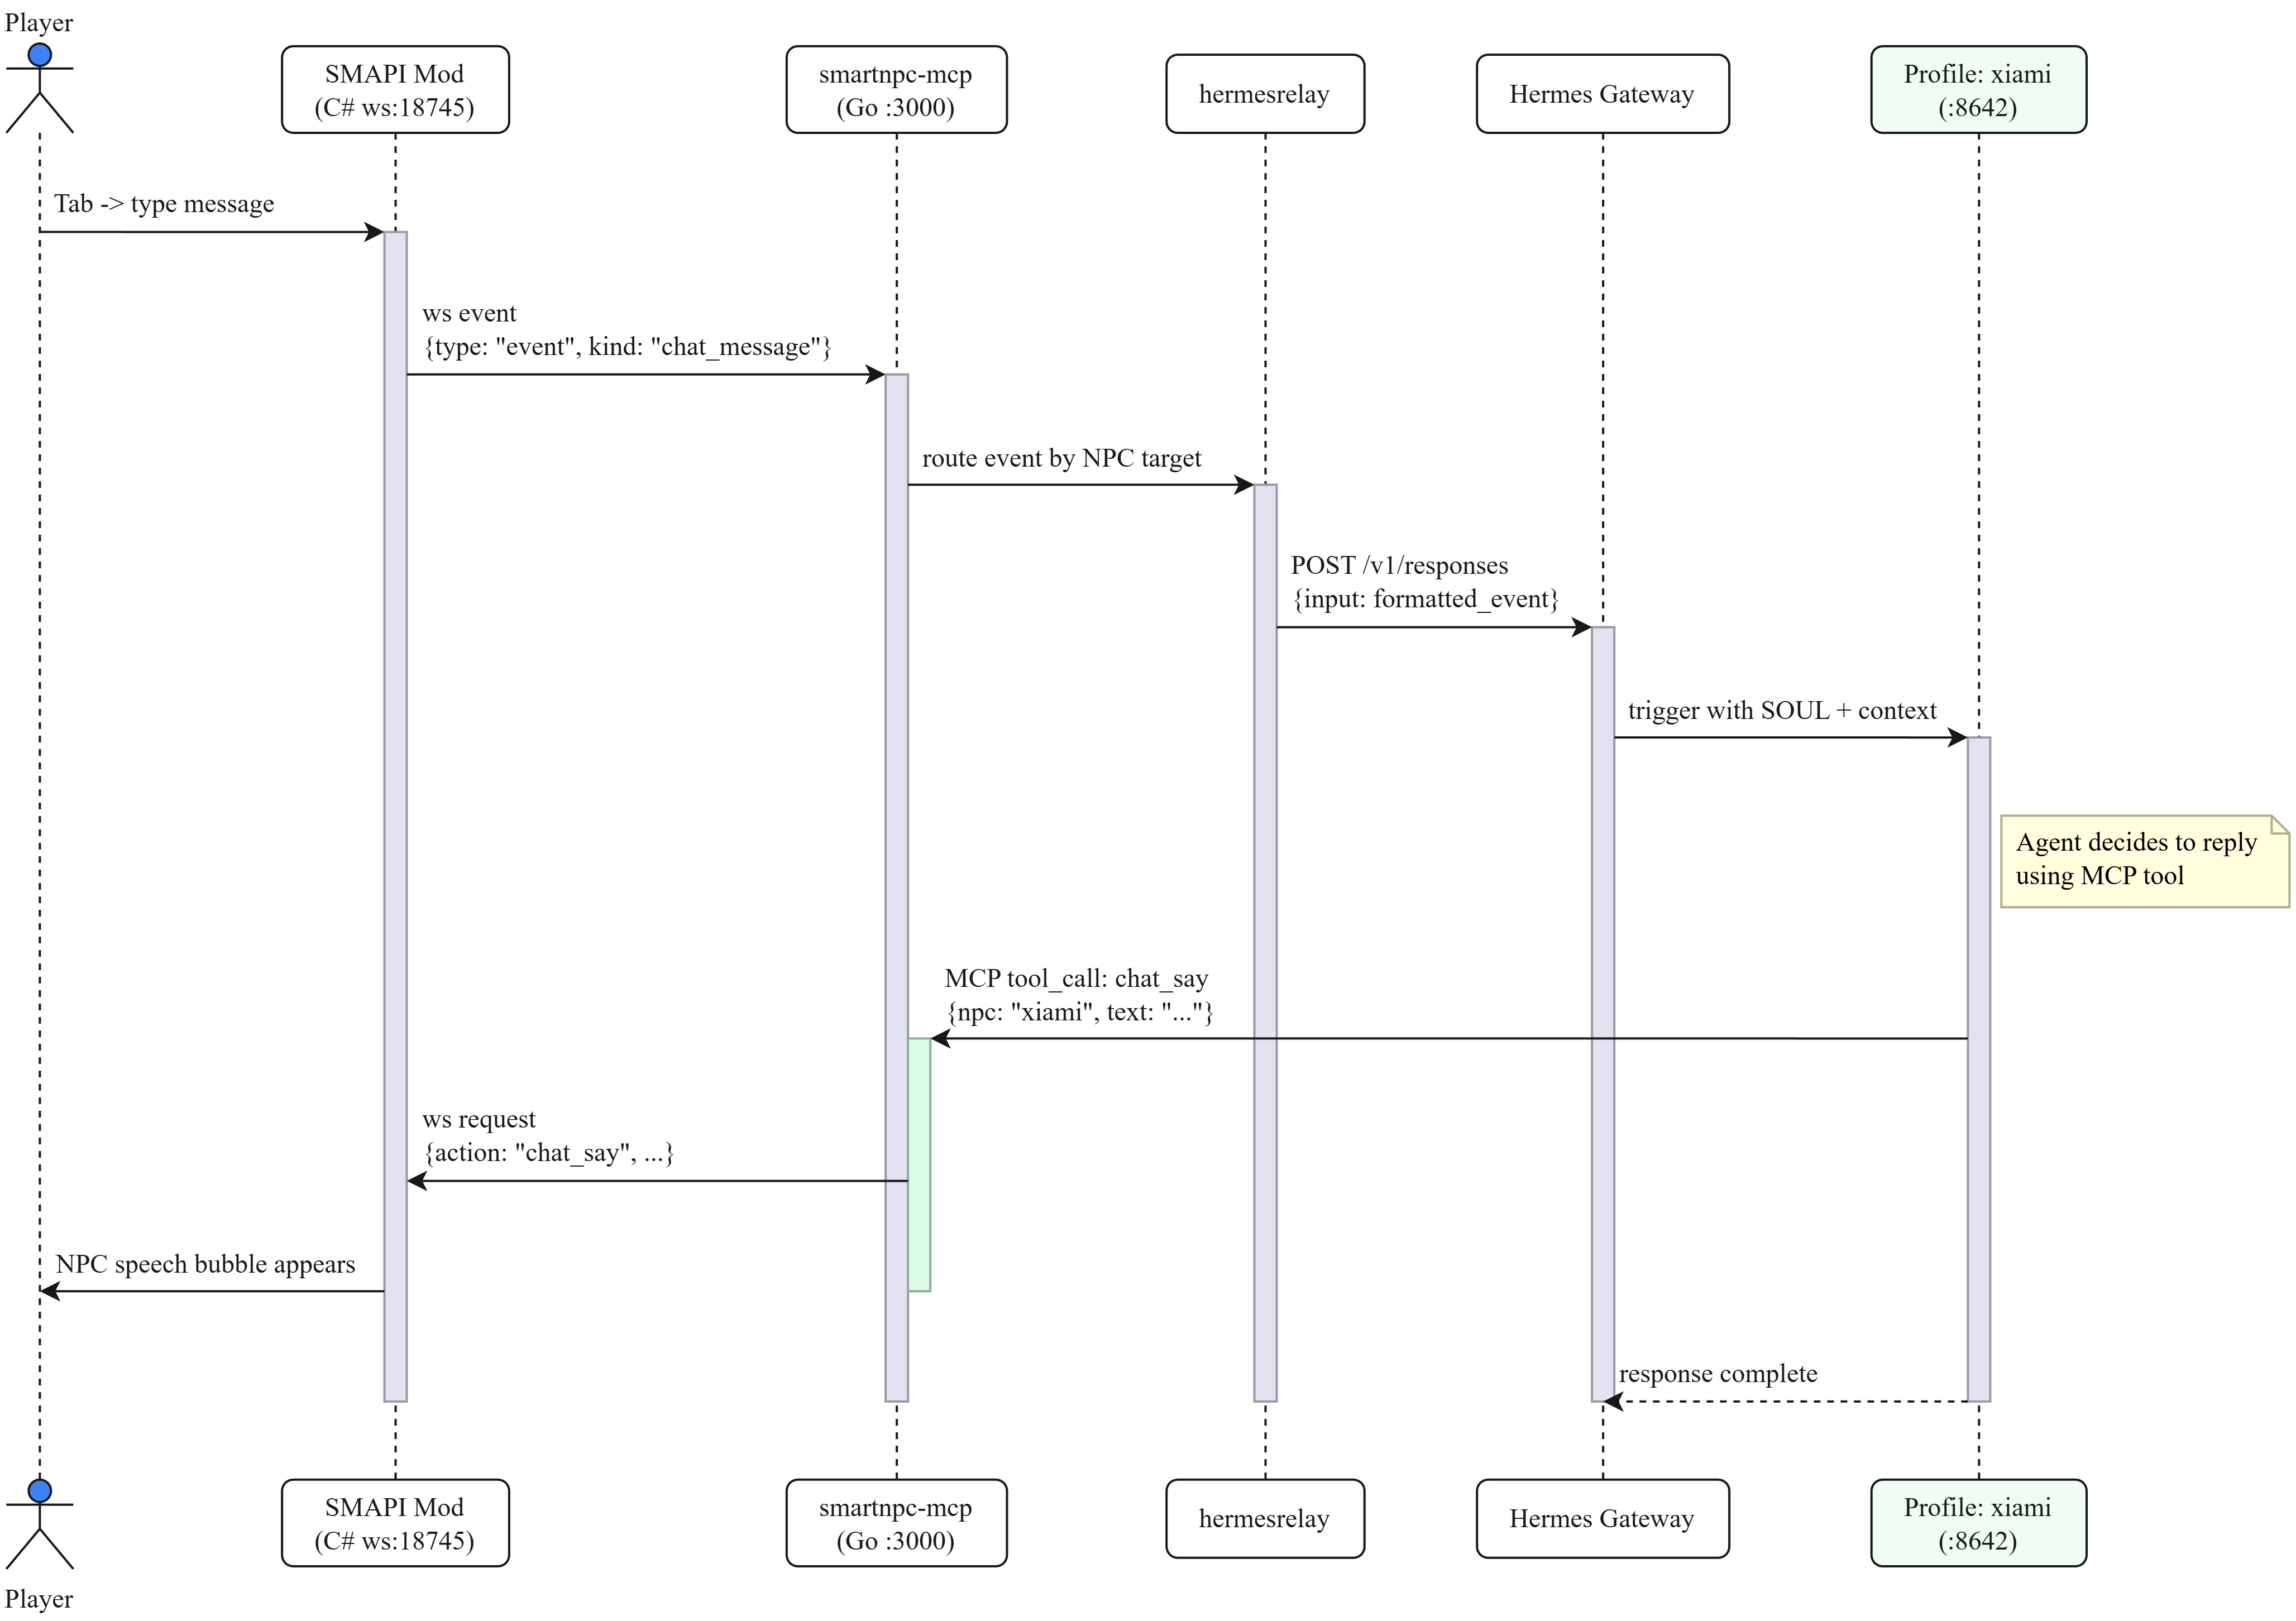 Player
SMAPI Mod
(C# ws:18745)
smartnpc-mcp
(Go :3000)
hermesrelay
Hermes Gateway
Profile: xiami
(:8642)
Tab -> type message
ws event
{type: "event", kind: "chat_message"}
route event by NPC target
POST /v1/responses
{input: formatted_event}
trigger with SOUL + context
Agent decides to reply
using MCP tool
MCP tool_call: chat_say
{npc: "xiami", text: "..."}
ws request
{action: "chat_say", ...}
NPC speech bubble appears
response complete
SMAPI Mod
(C# ws:18745)
smartnpc-mcp
(Go :3000)
hermesrelay
Hermes Gateway
Profile: xiami
(:8642)
Player